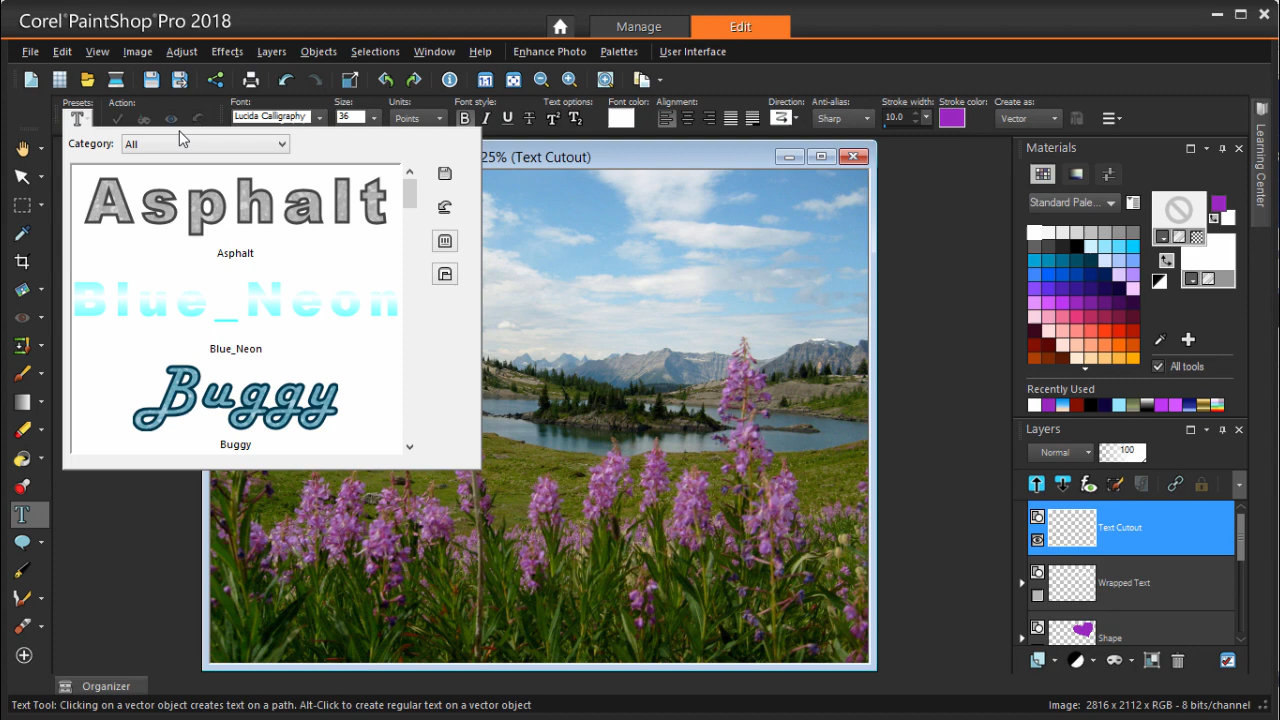 Corel®PaintShop®Pro 2018
Manage
Edit
File Edit View Image Adjust Effects Layers Objects Selections Window Help Enhance Photo Palettes User Interface
Presets: Action: Font: Size: Units: Font style: Text options: Font color: Alignment: Direction: Anti-alias: Stroke width: Stroke color: Create as:
Lucida Calligraphy 36 Points B I U T T² T₂ Sharp 10.0 Vector
Category: All
Asphalt
Asphalt
Blue_Neon
Blue_Neon
Buggy
Buggy
25% (Text Cutout)
Learning Center
Materials
Standard Pale...
All tools
Recently Used
Layers
Normal 100
Text Cutout
Wrapped Text
Shape
Organizer
Text Tool: Clicking on a vector object creates text on a path. Alt-Click to create regular text on a vector object
Image: 2816 x 2112 x RGB - 8 bits/channel